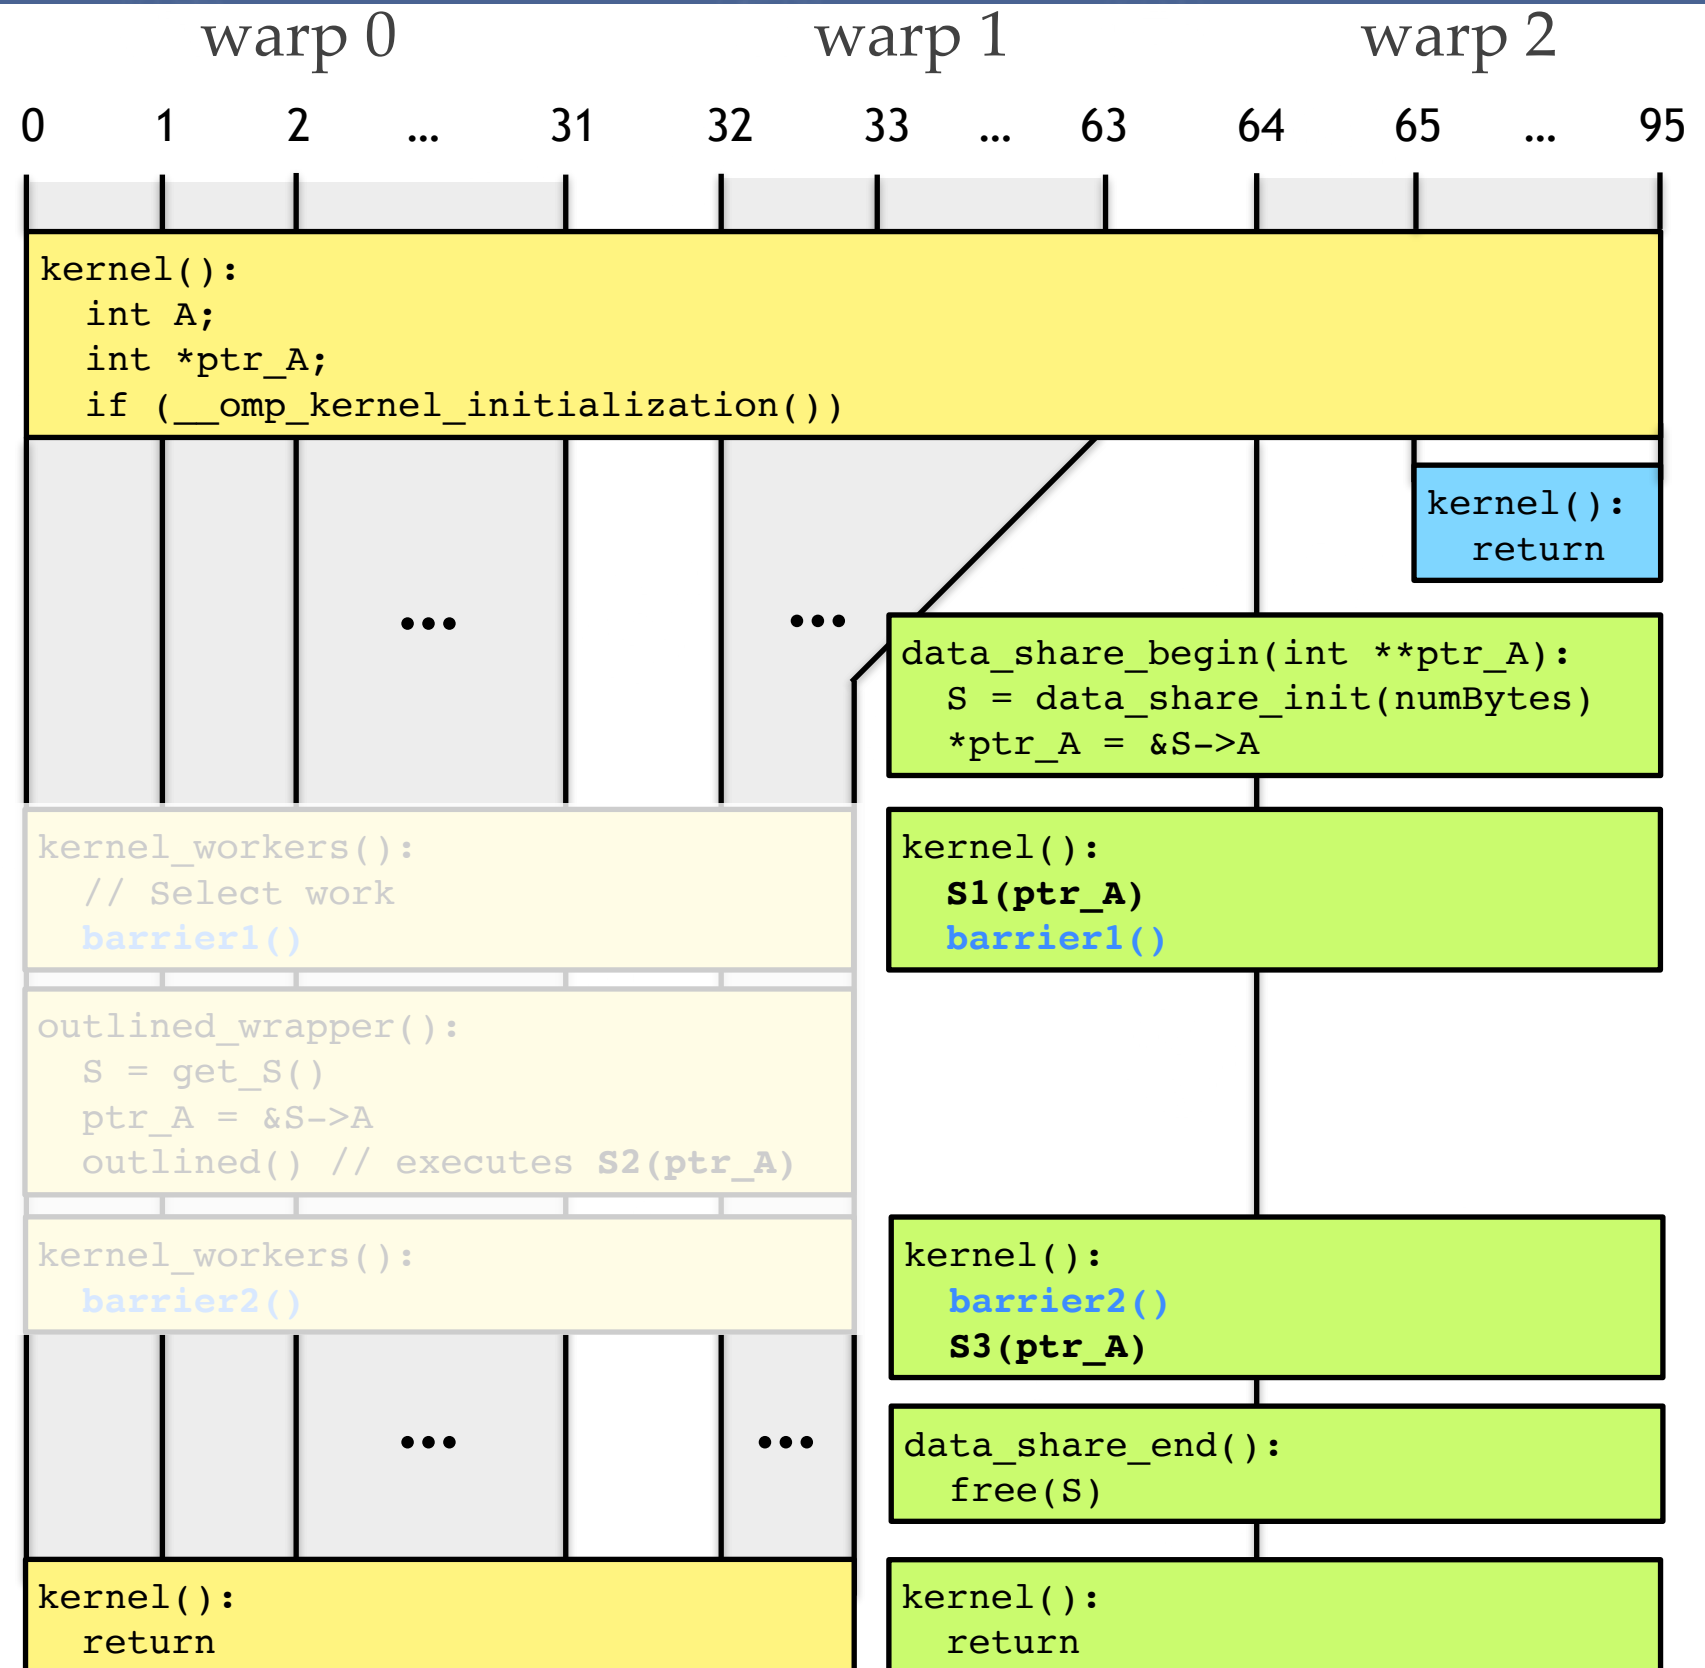 warp 0 warp 1 warp 2
0 1 2 ... 31 32 33 ... 63 64 65 ... 95
kernel():
int A;
int *ptr_A;
if (__omp_kernel_initialization())
kernel():
return
... ...
data_share_begin(int **ptr_A):
S = data_share_init(numBytes)
*ptr_A = &S->A
kernel_workers():
// Select work
barrier1()
kernel():
S1(ptr_A)
barrier1()
outlined_wrapper():
S = get_S()
ptr_A = &S->A
outlined() // executes S2(ptr_A)
kernel_workers():
barrier2()
kernel():
barrier2()
S3(ptr_A)
... ...
data_share_end():
free(S)
kernel():
return
kernel():
return